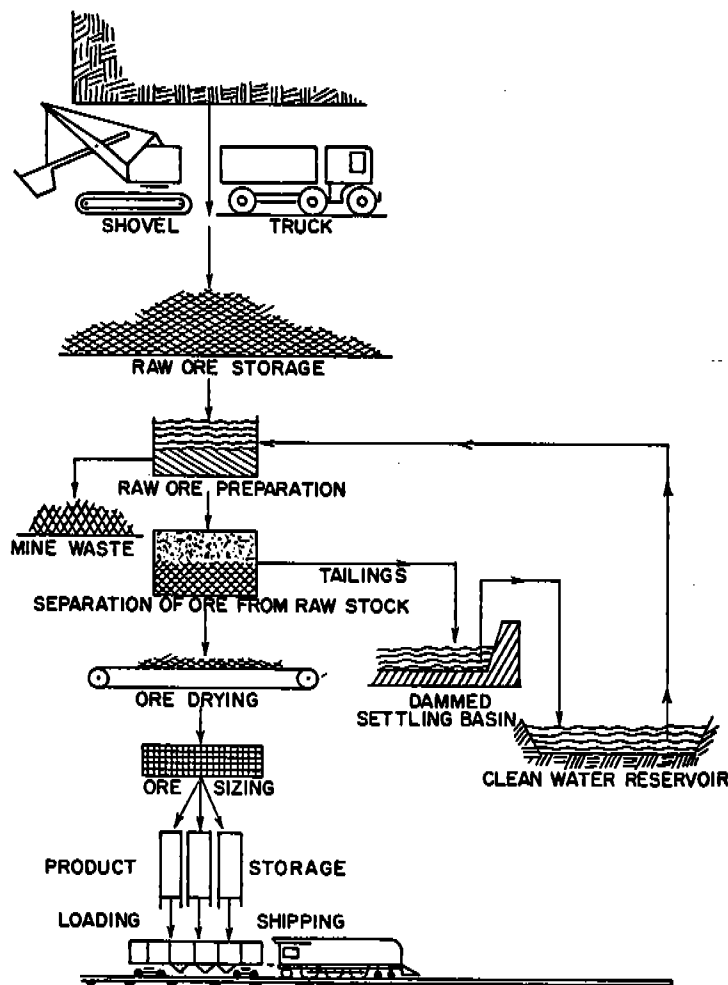 SHOVEL TRUCK
RAW ORE STORAGE
RAW ORE PREPARATION
MINE WASTE
TAILINGS
SEPARATION OF ORE FROM RAW STOCK
ORE DRYING
DAMMED
SETTLING BASIN
CLEAN WATER RESERVOIR
ORE SIZING
PRODUCT STORAGE
LOADING SHIPPING